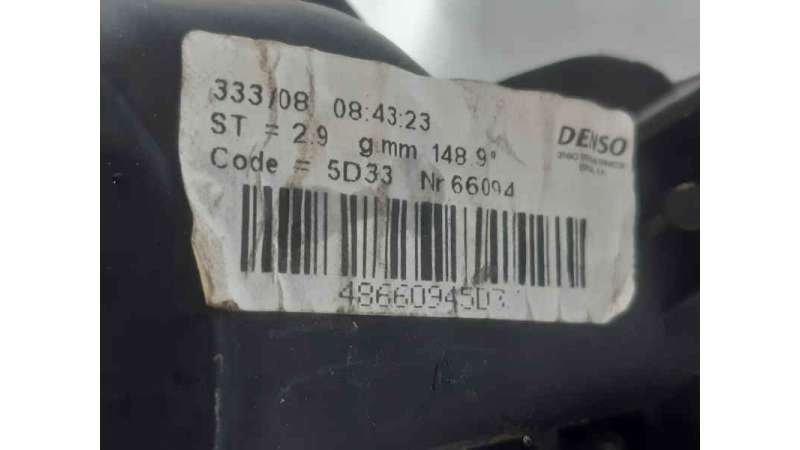 333/08 08:43:23
ST = 2.9 g.mm 148.9°
Code = 5D33 Nr 66094
DENSO
48660945D3